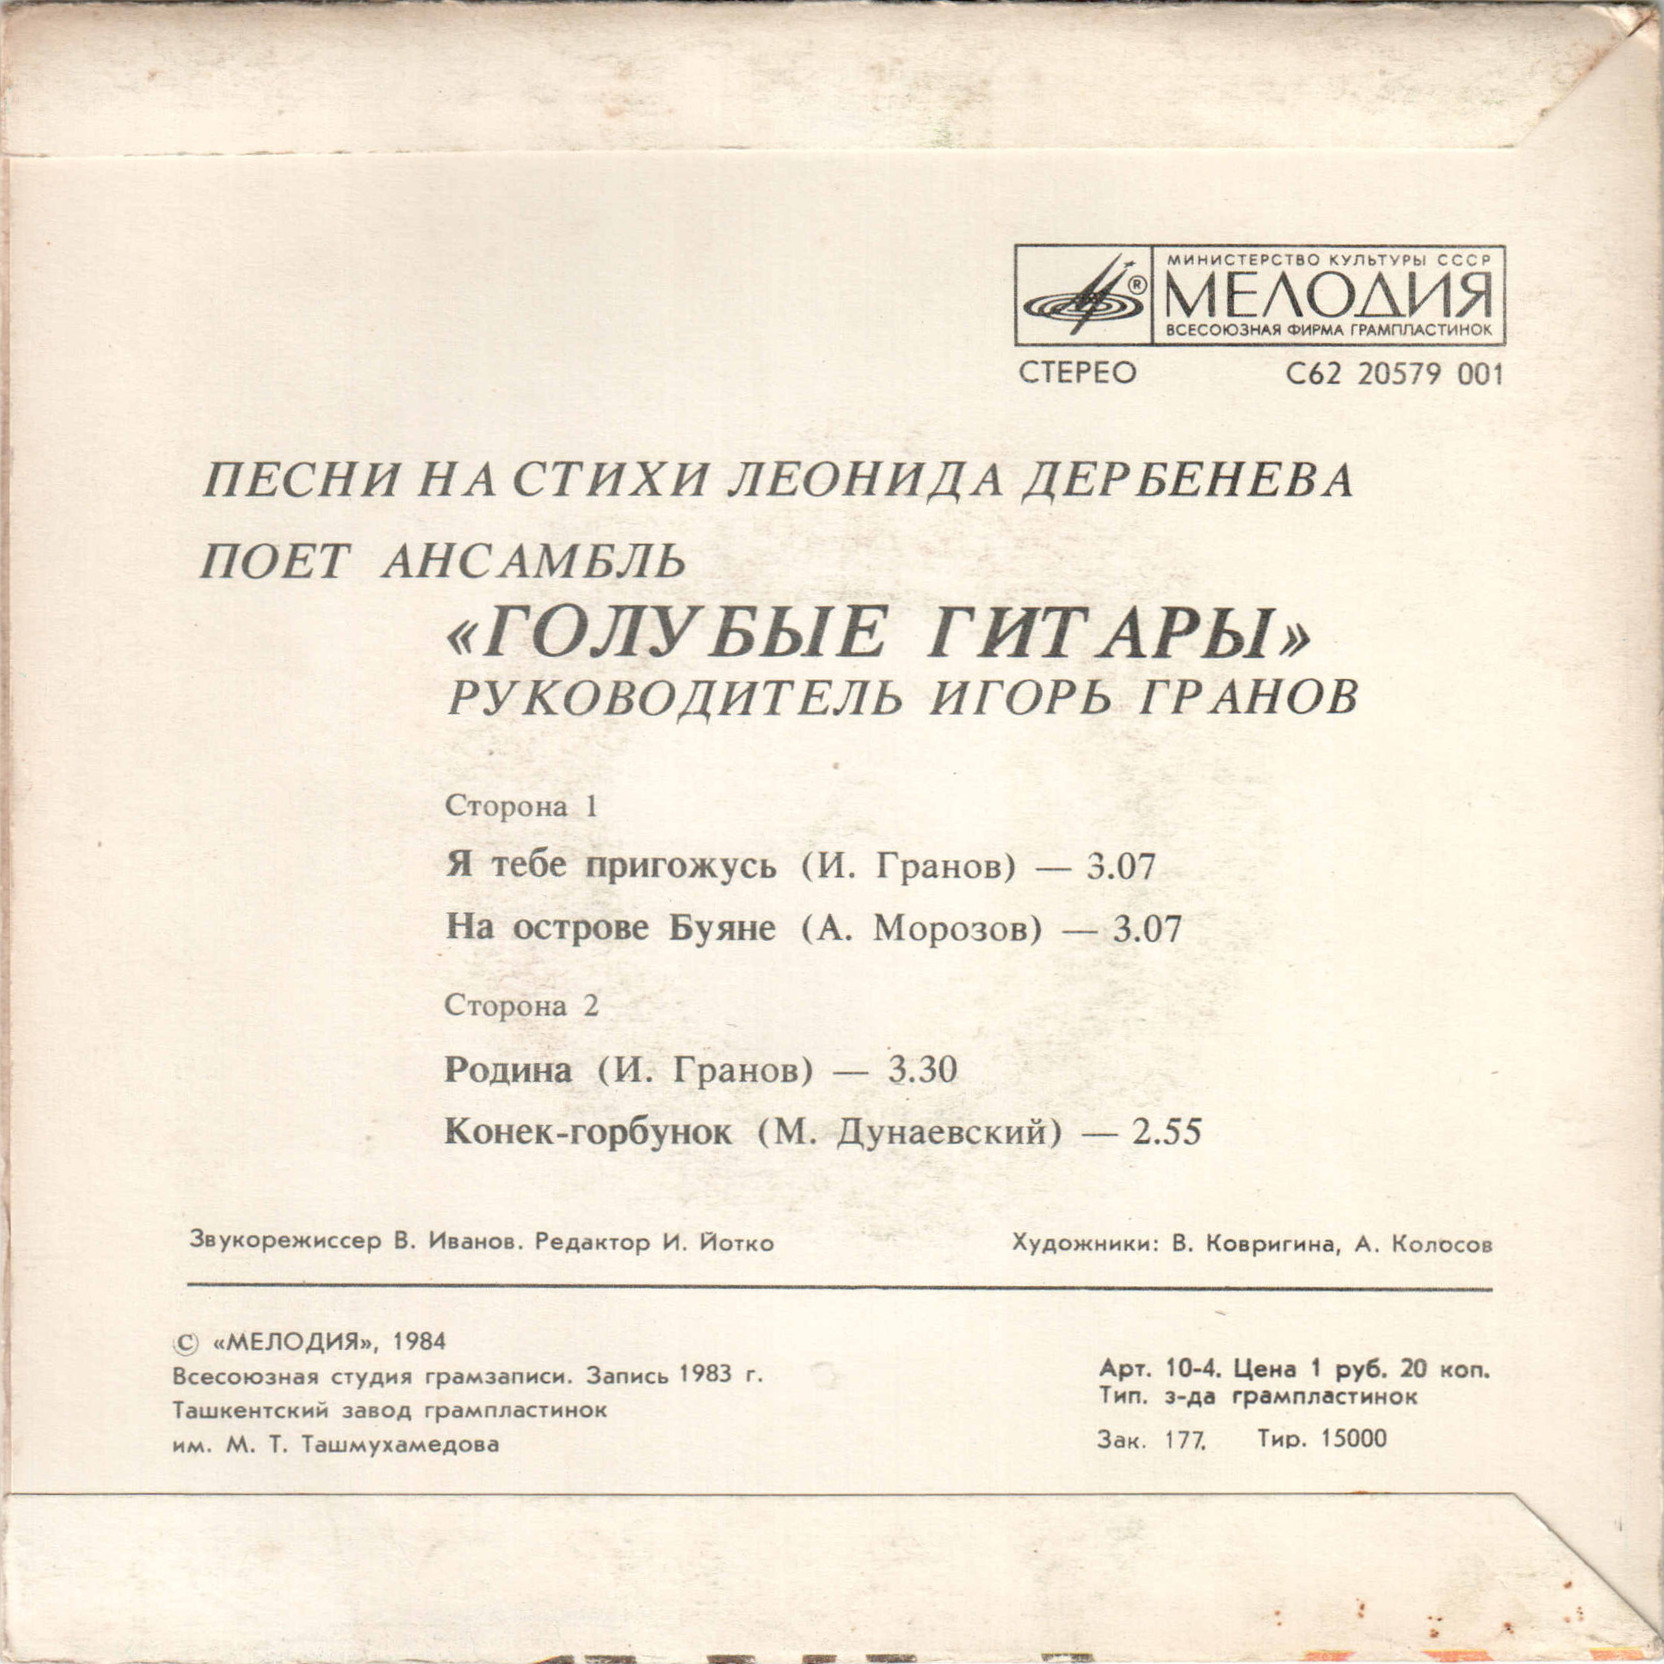 МИНИСТЕРСТВО КУЛЬТУРЫ СССР
®
МЕЛОДИЯ
ВСЕСОЮЗНАЯ ФИРМА ГРАМПЛАСТИНОК
СТЕРЕО С62 20579 001
ПЕСНИ НА СТИХИ ЛЕОНИДА ДЕРБЕНЕВА
ПОЕТ АНСАМБЛЬ
«ГОЛУБЫЕ ГИТАРЫ»
РУКОВОДИТЕЛЬ ИГОРЬ ГРАНОВ
Сторона 1
Я тебе пригожусь (И. Гранов) — 3.07
На острове Буяне (А. Морозов) — 3.07
Сторона 2
Родина (И. Гранов) — 3.30
Конек-горбунок (М. Дунаевский) — 2.55
Звукорежиссер В. Иванов. Редактор И. Йотко
Художники: В. Ковригина, А. Колосов
© «МЕЛОДИЯ», 1984
Всесоюзная студия грамзаписи. Запись 1983 г.
Ташкентский завод грампластинок
им. М. Т. Ташмухамедова
Арт. 10-4. Цена 1 руб. 20 коп.
Тип. з-да грампластинок
Зак. 177. Тир. 15000